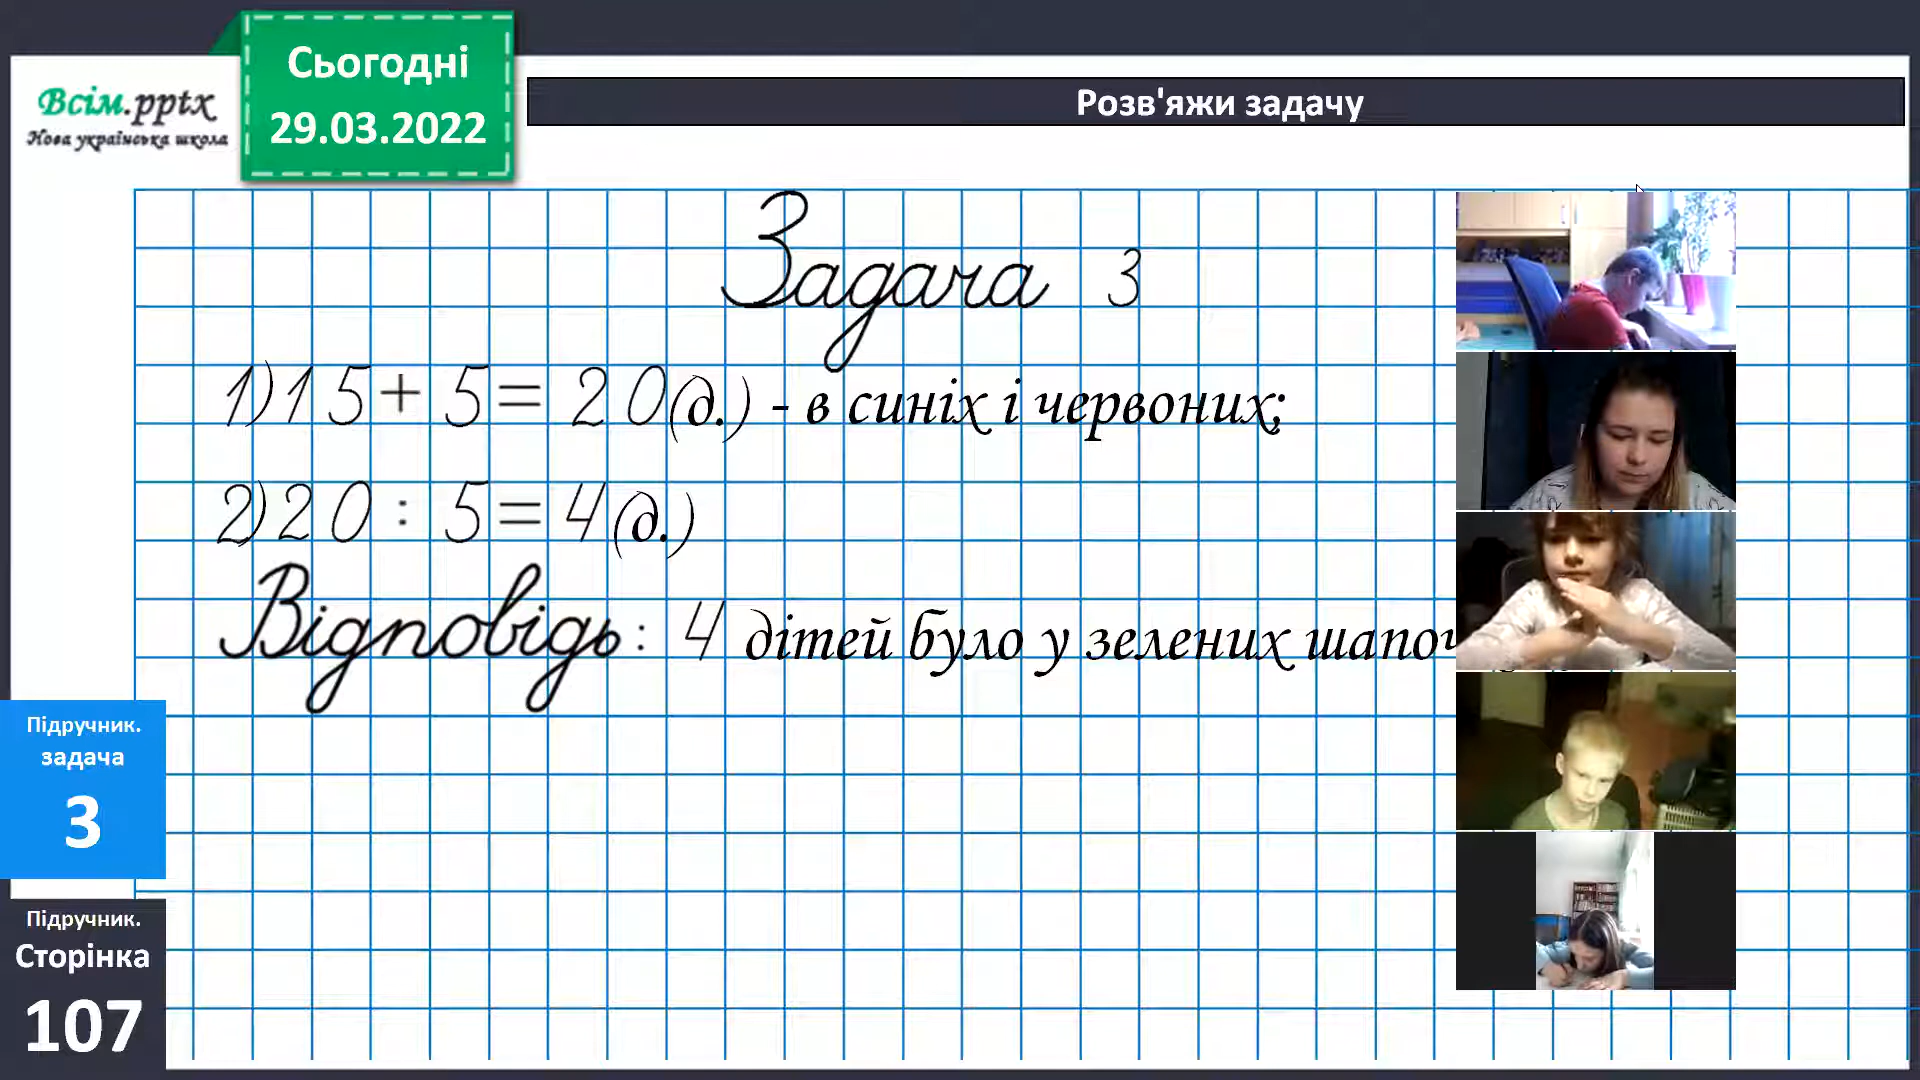 Сьогодні
29.03.2022
Всім.pptx
Нова українська школа
Розв'яжи задачу
Задача 3
1)15+ 5= 20(д.) - в синіх і червоних;
2)20 : 5=4(д.)
Відповідь: 4 дітей було у зелених
Підручник.
задача
3
Підручник.
Сторінка
107